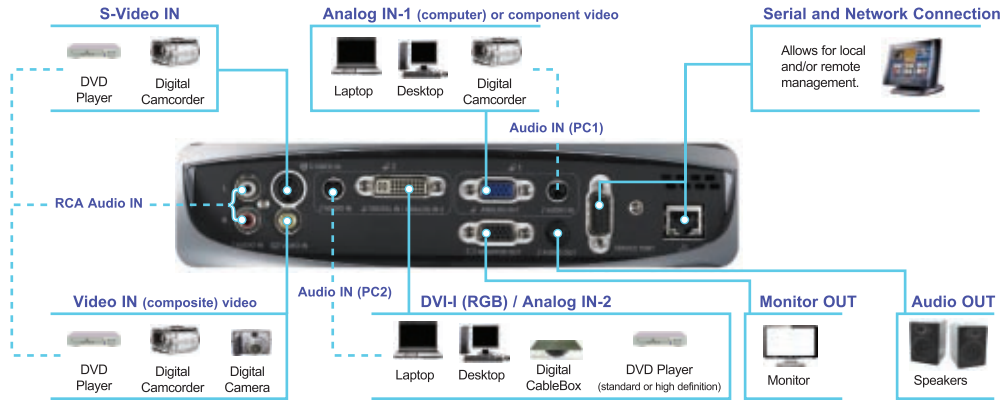 S-Video IN
DVD
Player
Digital
Camcorder
Analog IN-1 (computer) or component video
Laptop
Desktop
Digital
Camcorder
Audio IN (PC1)
Serial and Network Connection
Allows for local
and/or remote
management.
RCA Audio IN
Audio IN (PC2)
Video IN (composite) video
DVD
Player
Digital
Camcorder
Digital
Camera
DVI-I (RGB) / Analog IN-2
Laptop
Desktop
Digital
CableBox
DVD Player
(standard or high definition)
Monitor OUT
Monitor
Audio OUT
Speakers